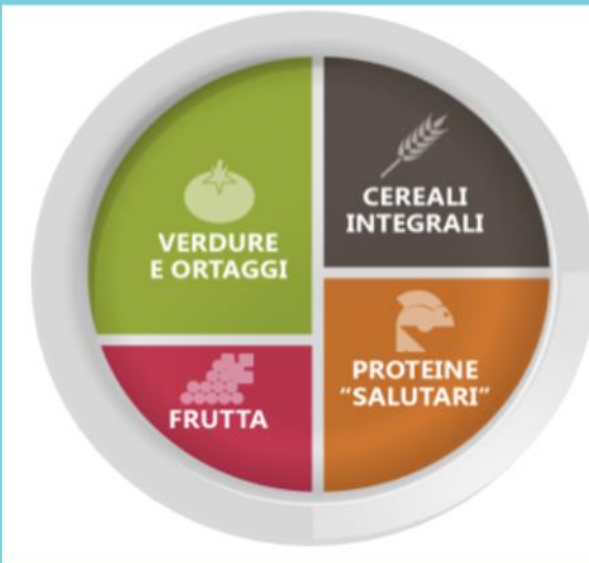 VERDURE
E ORTAGGI
CEREALI
INTEGRALI
FRUTTA
PROTEINE
“SALUTARI”